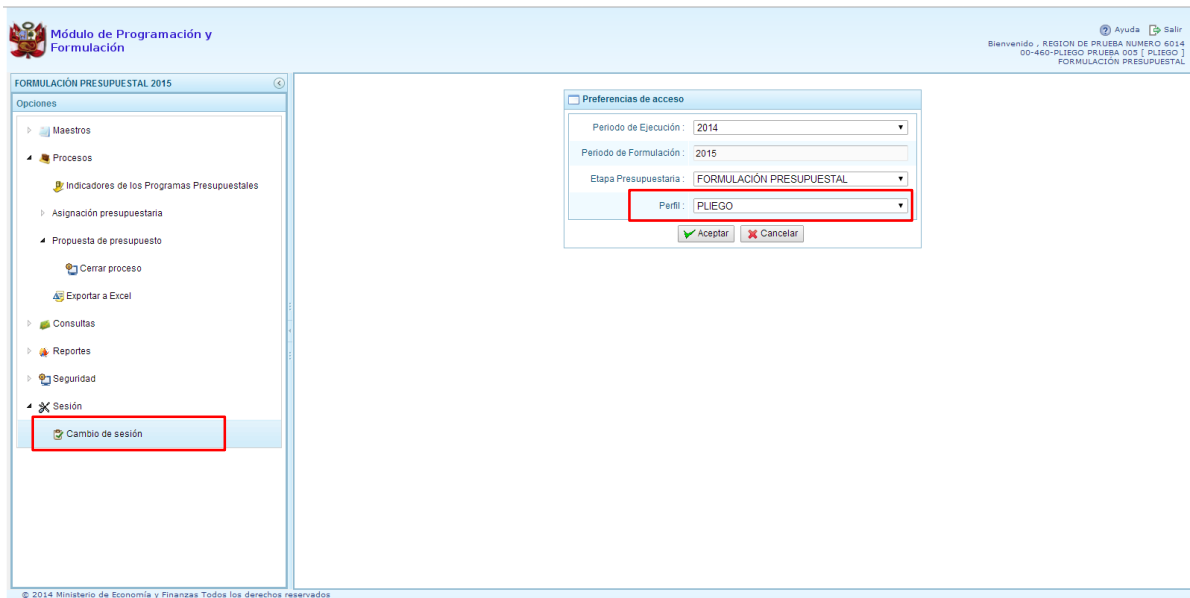 Módulo de Programación y
Formulación
Ayuda Salir
Bienvenido , REGION DE PRUEBA NUMERO 6014
00-460-PLIEGO PRUEBA 005 [ PLIEGO ]
FORMULACIÓN PRESUPUESTAL
FORMULACIÓN PRESUPUESTAL 2015
Opciones
Maestros
Procesos
Indicadores de los Programas Presupuestales
Asignación presupuestaria
Propuesta de presupuesto
Cerrar proceso
Exportar a Excel
Consultas
Reportes
Seguridad
Sesión
Cambio de sesión
Preferencias de acceso
Periodo de Ejecución : 2014
Periodo de Formulación : 2015
Etapa Presupuestaria : FORMULACIÓN PRESUPUESTAL
Perfil : PLIEGO
Aceptar Cancelar
© 2014 Ministerio de Economía y Finanzas Todos los derechos reservados